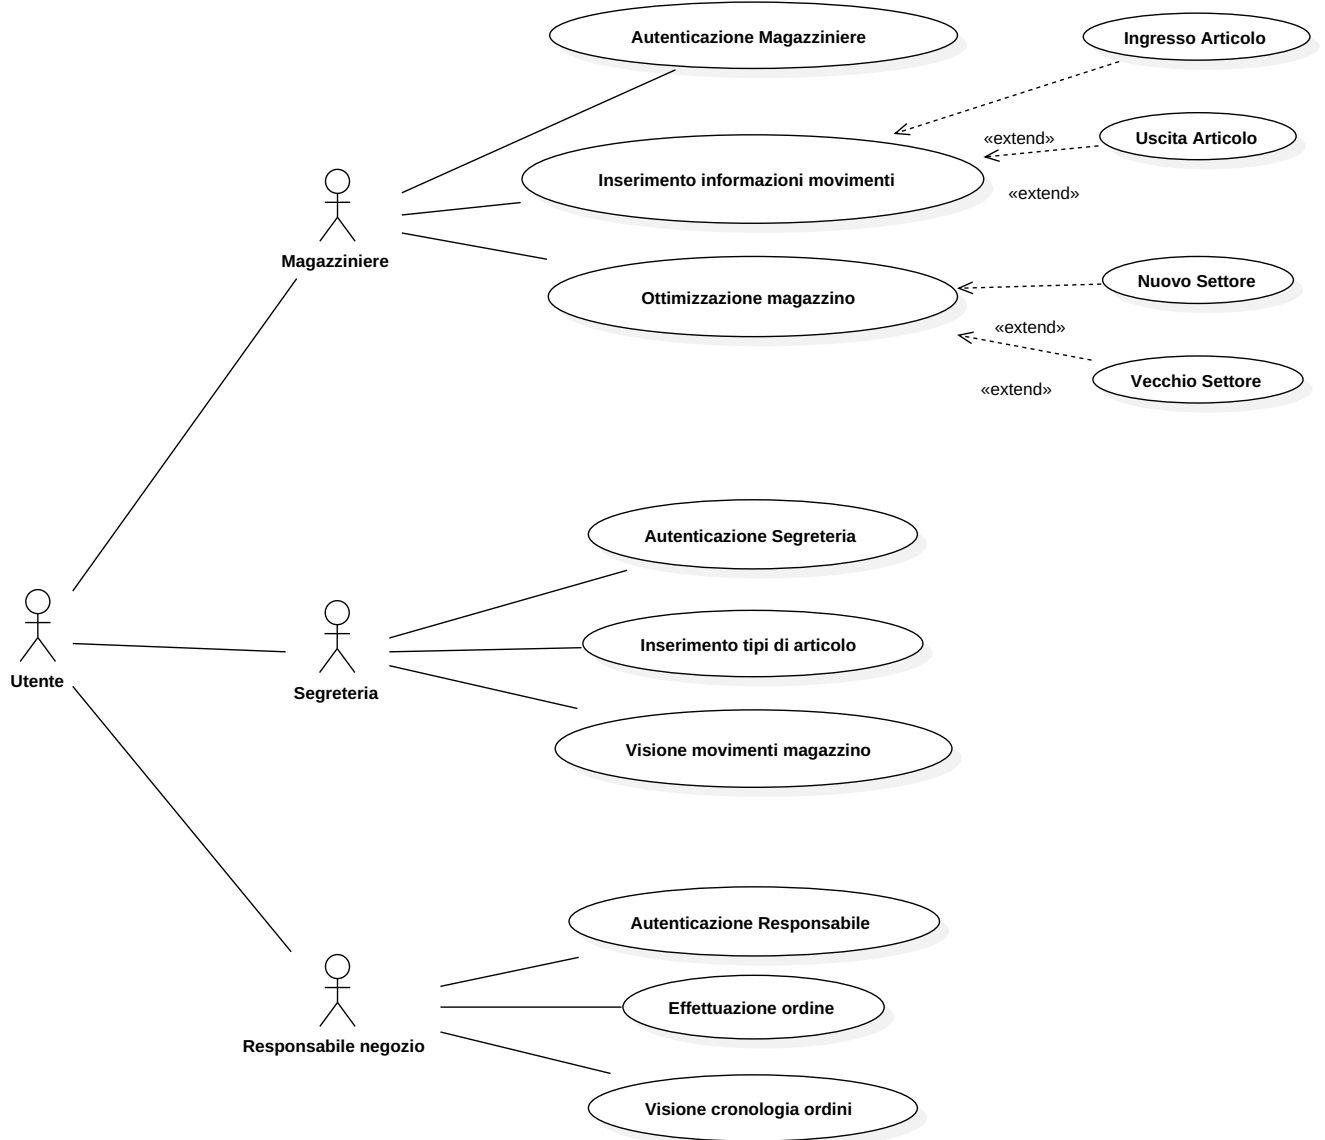 Autenticazione Magazziniere
Ingresso Articolo
«extend»
Uscita Articolo
Inserimento informazioni movimenti
«extend»
Magazziniere
Nuovo Settore
Ottimizzazione magazzino
«extend»
Vecchio Settore
«extend»
Autenticazione Segreteria
Inserimento tipi di articolo
Utente
Segreteria
Visione movimenti magazzino
Autenticazione Responsabile
Effettuazione ordine
Responsabile negozio
Visione cronologia ordini